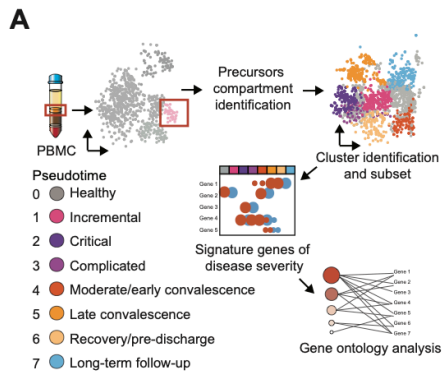 A
PBMC
Precursors
compartment
identification
Cluster identification
and subset
Pseudotime
0 Healthy
1 Incremental
2 Critical
3 Complicated
4 Moderate/early convalescence
5 Late convalescence
6 Recovery/pre-discharge
7 Long-term follow-up
Gene 1
Gene 2
Gene 3
Gene 4
Gene 5
Signature genes of
disease severity
Gene 1
Gene 2
Gene 3
Gene 4
Gene 5
Gene 6
Gene 7
Gene ontology analysis